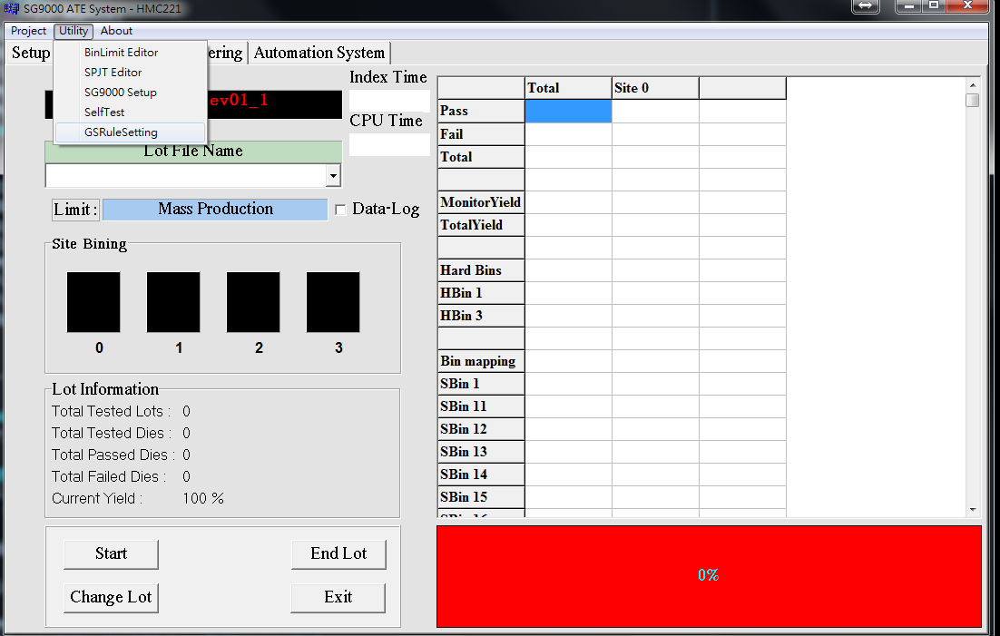 SG9000 ATE System - HMC221
Project Utility About
Setup ering Automation System
BinLimit Editor
SPJT Editor
SG9000 Setup
SelfTest
GSRuleSetting
ev01_1
Index Time
CPU Time
Lot File Name
Limit : Mass Production Data-Log
Site Bining
0 1 2 3
Lot Information
Total Tested Lots : 0
Total Tested Dies : 0
Total Passed Dies : 0
Total Failed Dies : 0
Current Yield : 100 %
Start End Lot
Change Lot Exit
Total Site 0
Pass
Fail
Total
MonitorYield
TotalYield
Hard Bins
HBin 1
HBin 3
Bin mapping
SBin 1
SBin 11
SBin 12
SBin 13
SBin 14
SBin 15
0%